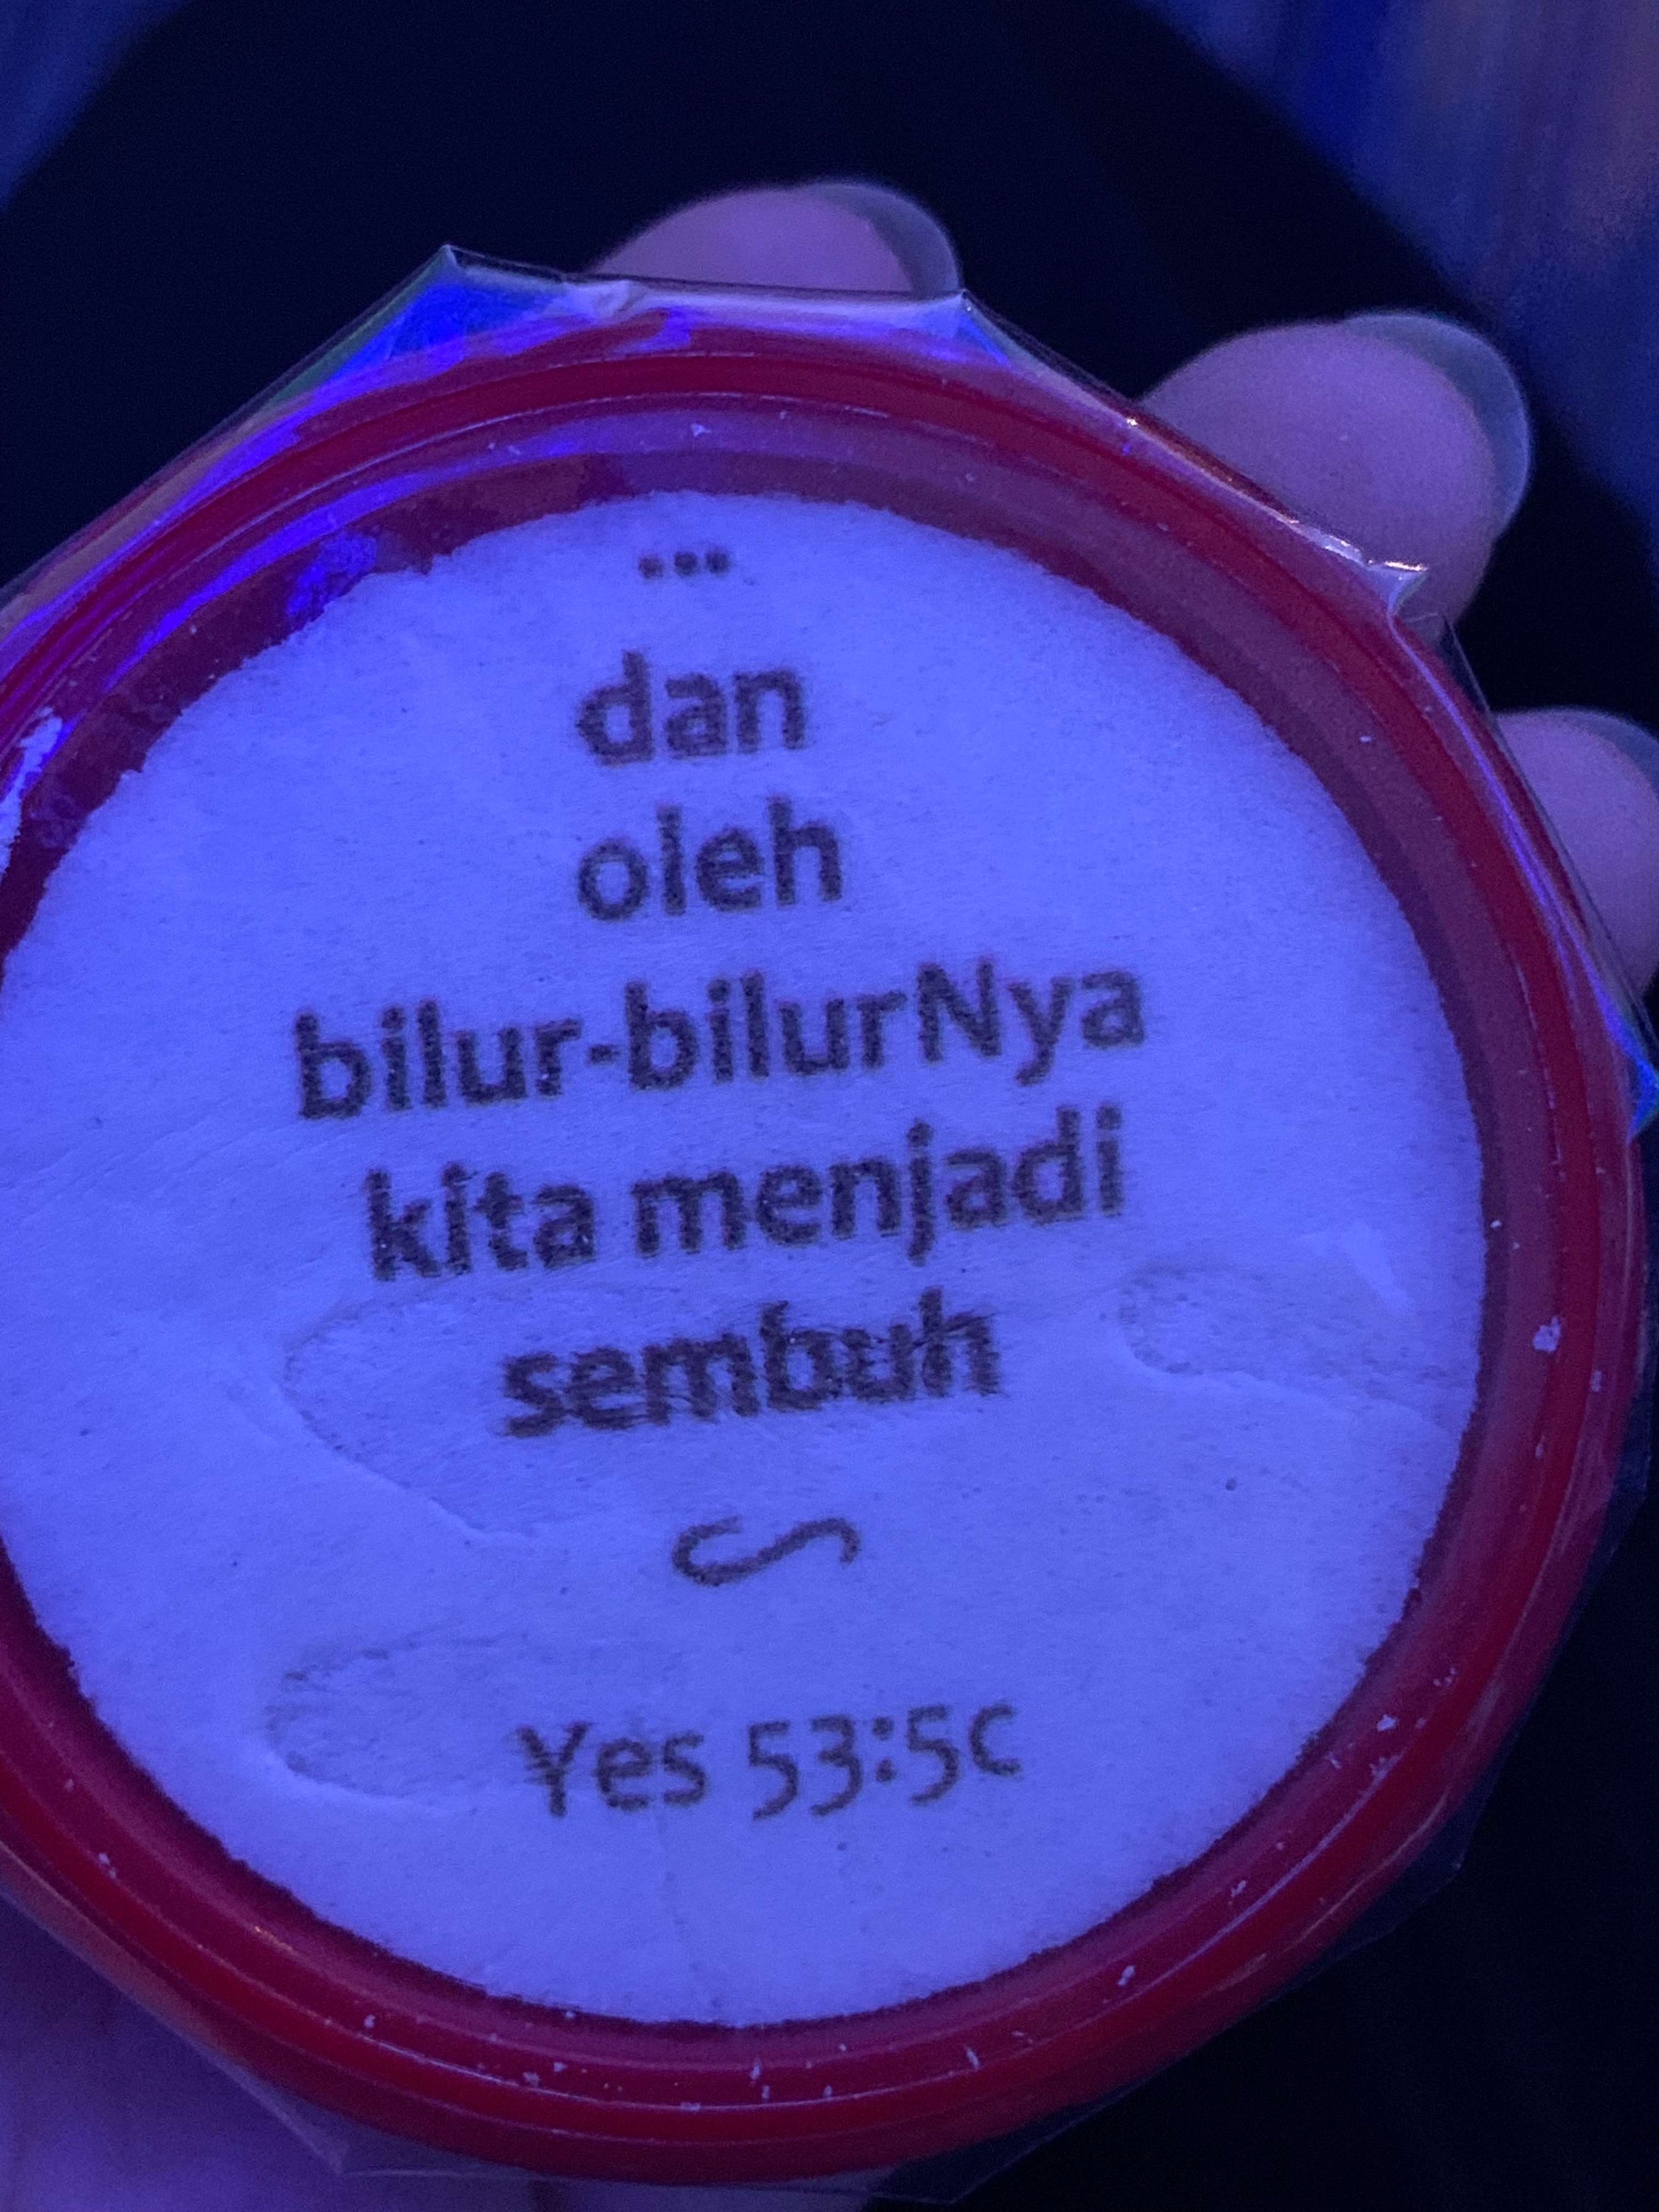 ...
dan
oleh
bilur-bilurNya
kita menjadi
sembuh
Yes 53:5c